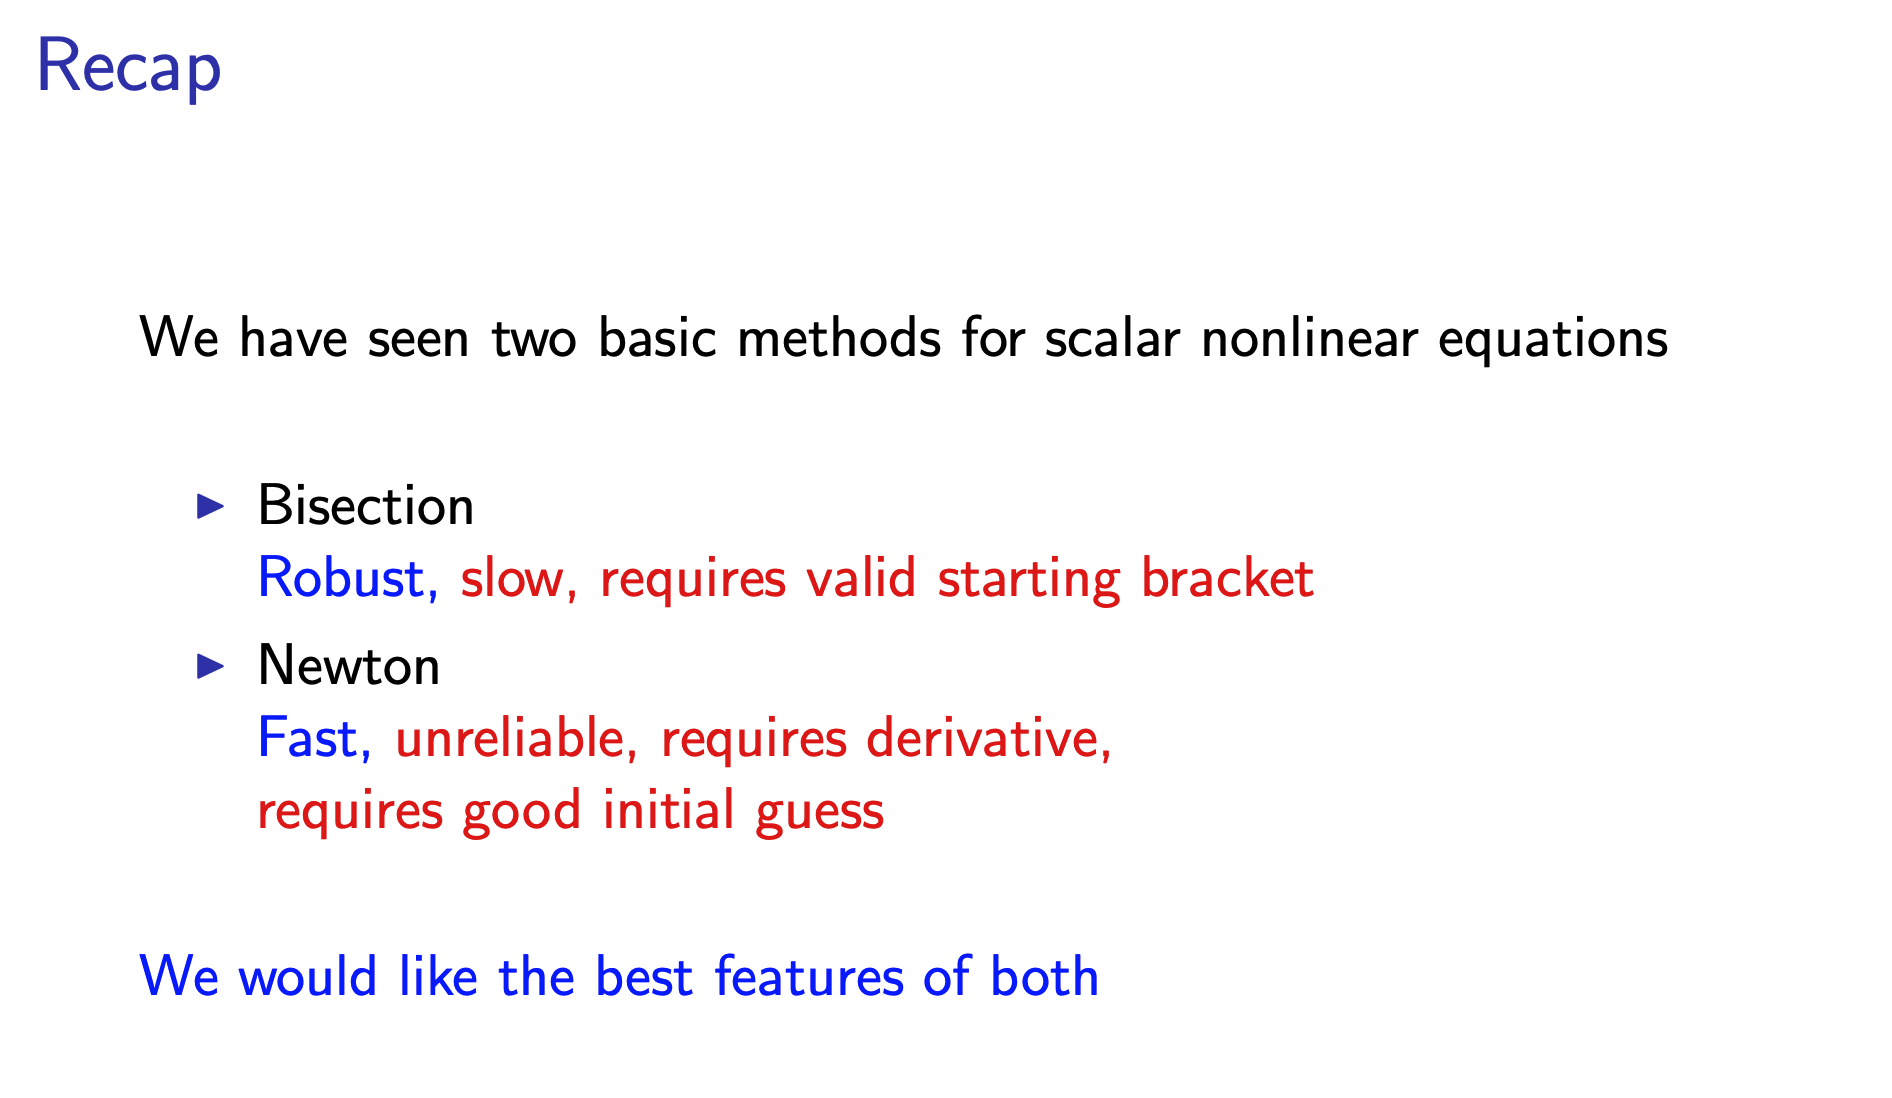 Recap
We have seen two basic methods for scalar nonlinear equations
▶ Bisection
Robust, slow, requires valid starting bracket
▶ Newton
Fast, unreliable, requires derivative,
requires good initial guess
We would like the best features of both